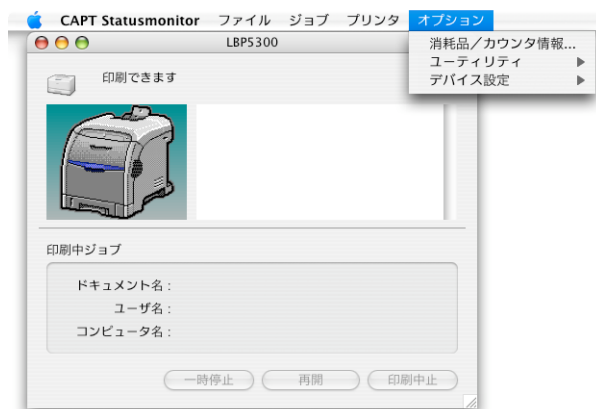 CAPT Statusmonitor ファイル ジョブ プリンタ オプション
LBP5300
消耗品／カウンタ情報...
ユーティリティ
デバイス設定
印刷できます
印刷中ジョブ
ドキュメント名 :
ユーザ名 :
コンピュータ名 :
一時停止 再開 印刷中止